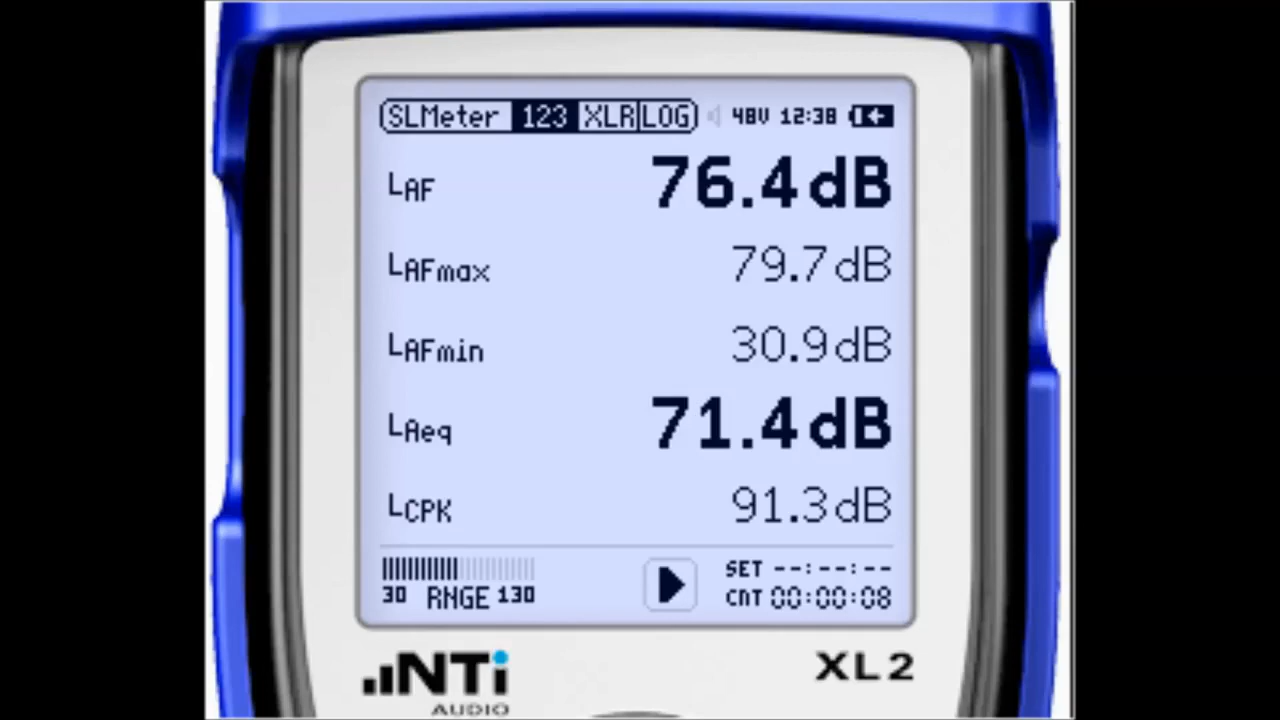 SLMeter 123 XLR LOG 48V 12:38
LAF 76.4dB
LAFmax 79.7dB
LAFmin 30.9dB
LAeq 71.4dB
LCPK 91.3dB
SET --:--:--
30 RNGE 130 CNT 00:00:08
NTi XL2
AUDIO